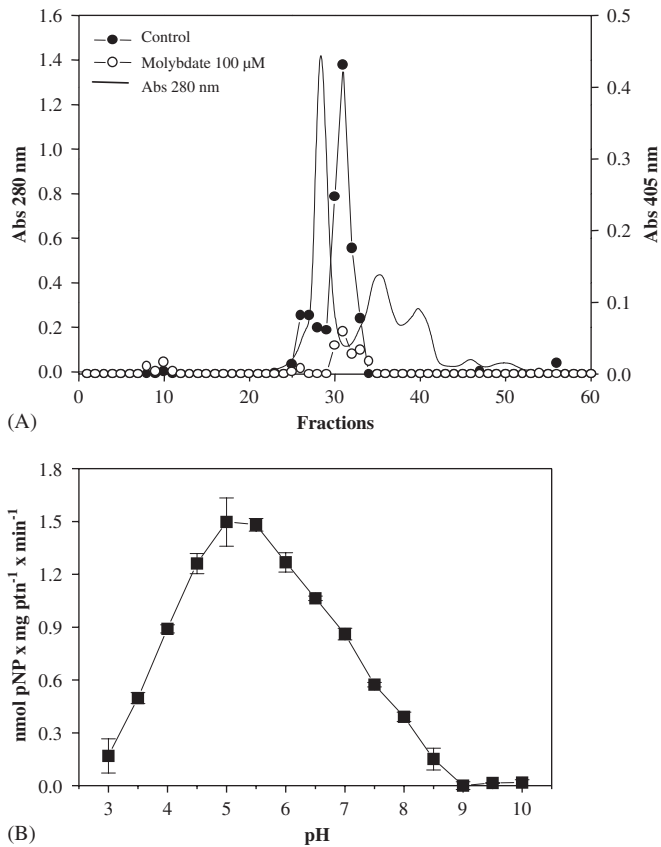 1.6
1.4
1.2
1.0
0.8
0.6
0.4
0.2
0.0
Abs 280 nm
Control
Molybdate 100 µM
Abs 280 nm
0.5
0.4
0.3
0.2
0.1
0.0
Abs 405 nm
0 10 20 30 40 50 60
Fractions
(A)
1.8
1.5
1.2
0.9
0.6
0.3
0.0
nmol pNP x mg ptn⁻¹ x min⁻¹
3 4 5 6 7 8 9 10
pH
(B)